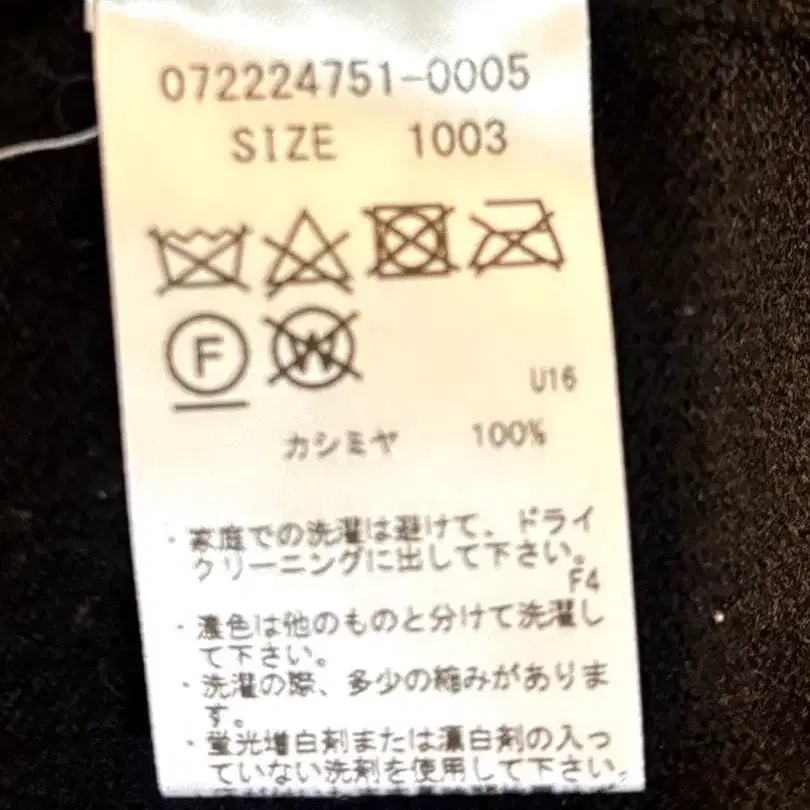 072224751-0005
SIZE 1003
F W
U16
カシミヤ 100%
・家庭での洗濯は避けて、ドライ
クリーニングに出して下さい。
F4
・濃色は他のものと分けて洗濯し
て下さい。
・洗濯の際、多少の縮みがありま
す。
・蛍光増白剤または漂白剤の入っ
ていない洗剤を使用して下さい。